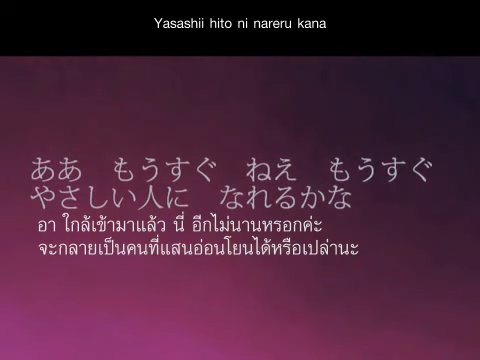 Yasashii hito ni nareru kana
ああ　もうすぐ　ねえ　もうすぐ
やさしい人に　なれるかな
อา ใกล้เข้ามาแล้ว นี่ อีกไม่นานหรอกค่ะ
จะกลายเป็นคนที่แสนอ่อนโยนได้หรือเปล่านะ